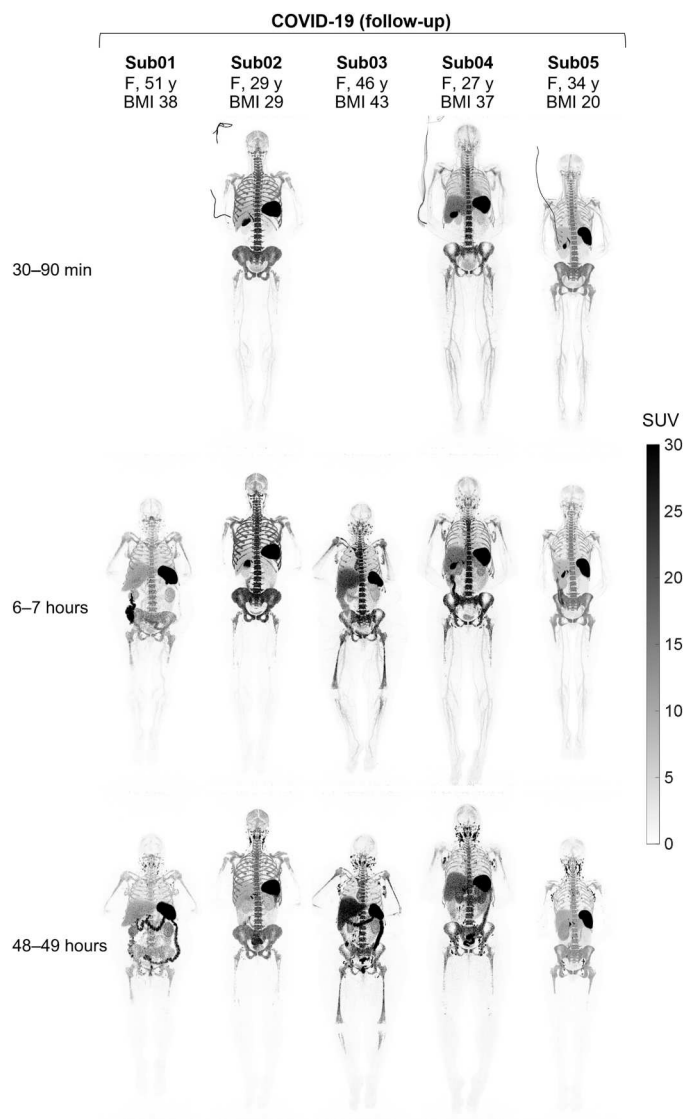 COVID-19 (follow-up)
Sub01 Sub02 Sub03 Sub04 Sub05
F, 51 y F, 29 y F, 46 y F, 27 y F, 34 y
BMI 38 BMI 29 BMI 43 BMI 37 BMI 20
30–90 min
SUV
30
25
20
6–7 hours
15
10
5
0
48–49 hours